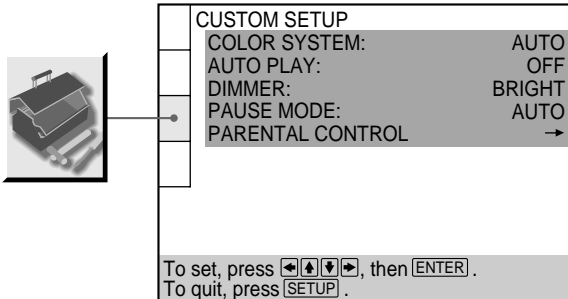 CUSTOM SETUP
COLOR SYSTEM: AUTO
AUTO PLAY: OFF
DIMMER: BRIGHT
PAUSE MODE: AUTO
PARENTAL CONTROL →
To set, press ←↑↓→, then ENTER .
To quit, press SETUP .